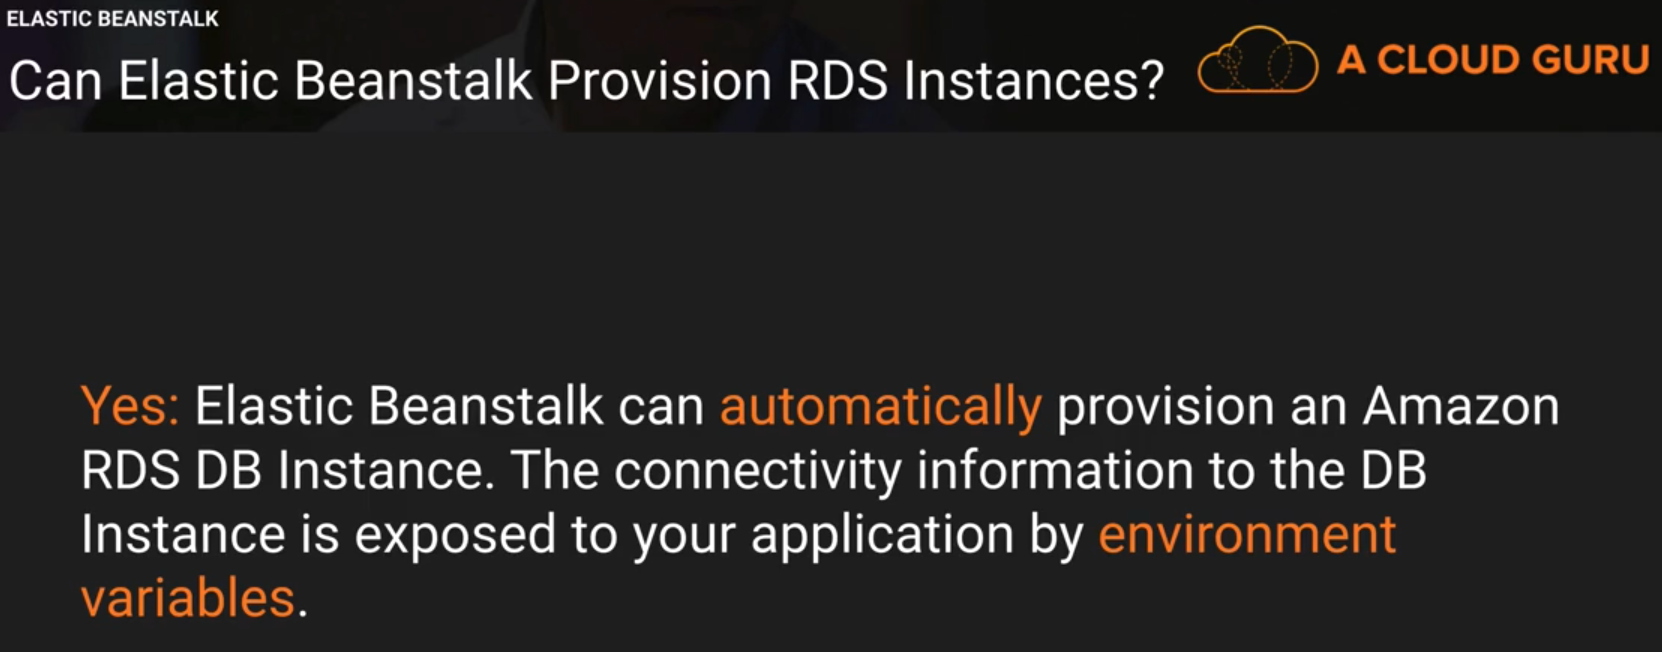 ELASTIC BEANSTALK
Can Elastic Beanstalk Provision RDS Instances?
A CLOUD GURU
Yes: Elastic Beanstalk can automatically provision an Amazon
RDS DB Instance. The connectivity information to the DB
Instance is exposed to your application by environment
variables.